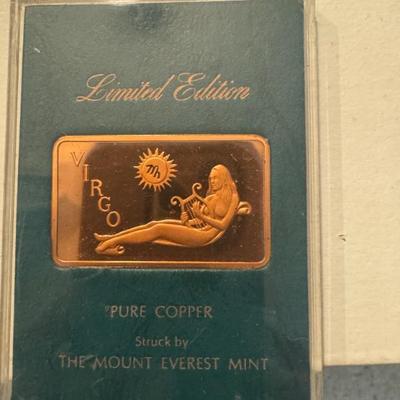 Limited Edition
VIRGO
PURE COPPER
Struck by
THE MOUNT EVEREST MINT